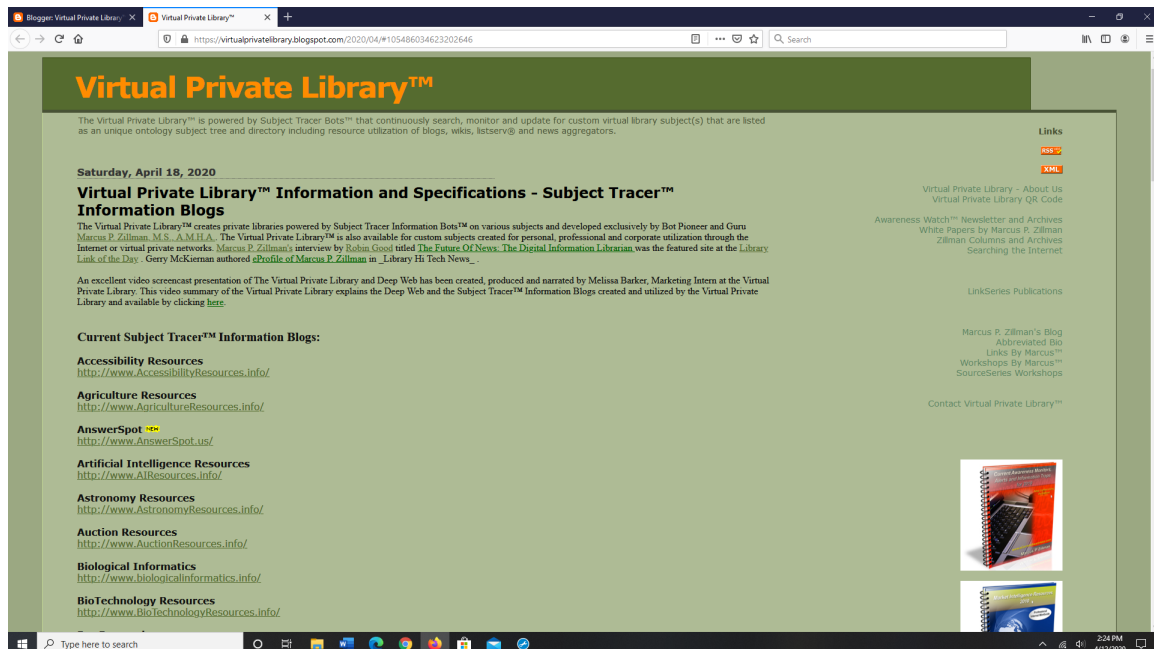 Blogger: Virtual Private Library
Virtual Private Library™
https://virtualprivatelibrary.blogspot.com/2020/04/#105486034623202646
Search
Virtual Private Library™
The Virtual Private Library™ is powered by Subject Tracer Bots™ that continuously search, monitor and update for custom virtual library subject(s) that are listed
as an unique ontology subject tree and directory including resource utilization of blogs, wikis, listserv® and news aggregators.
Saturday, April 18, 2020
Virtual Private Library™ Information and Specifications - Subject Tracer™
Information Blogs
The Virtual Private Library™ creates private libraries powered by Subject Tracer Information Bots™ on various subjects and developed exclusively by Bot Pioneer and Guru
Marcus P. Zillman, M.S., A.M.H.A.. The Virtual Private Library™ is also available for custom subjects created for personal, professional and corporate utilization through the
Internet or virtual private networks. Marcus P. Zillman's interview by Robin Good titled The Future Of News: The Digital Information Librarian was the featured site at the Library
Link of the Day . Gerry McKiernan authored eProfile of Marcus P. Zillman in _Library Hi Tech News_ .
An excellent video screencast presentation of The Virtual Private Library and Deep Web has been created, produced and narrated by Melissa Barker, Marketing Intern at the Virtual
Private Library. This video summary of the Virtual Private Library explains the Deep Web and the Subject Tracer™ Information Blogs created and utilized by the Virtual Private
Library and available by clicking here.
Current Subject Tracer™ Information Blogs:
Accessibility Resources
http://www.AccessibilityResources.info/
Agriculture Resources
http://www.AgricultureResources.info/
AnswerSpot NEW
http://www.AnswerSpot.us/
Artificial Intelligence Resources
http://www.AIResources.info/
Astronomy Resources
http://www.AstronomyResources.info/
Auction Resources
http://www.AuctionResources.info/
Biological Informatics
http://www.biologicalinformatics.info/
BioTechnology Resources
http://www.BioTechnologyResources.info/
Links
RSS
XML
Virtual Private Library - About Us
Virtual Private Library QR Code
Awareness Watch™ Newsletter and Archives
White Papers by Marcus P. Zillman
Zillman Columns and Archives
Searching the Internet
LinkSeries Publications
Marcus P. Zillman's Blog
Abbreviated Bio
Links By Marcus™
Workshops By Marcus™
SourceSeries Workshops
Contact Virtual Private Library™
Type here to search
2:24 PM
4/12/2020